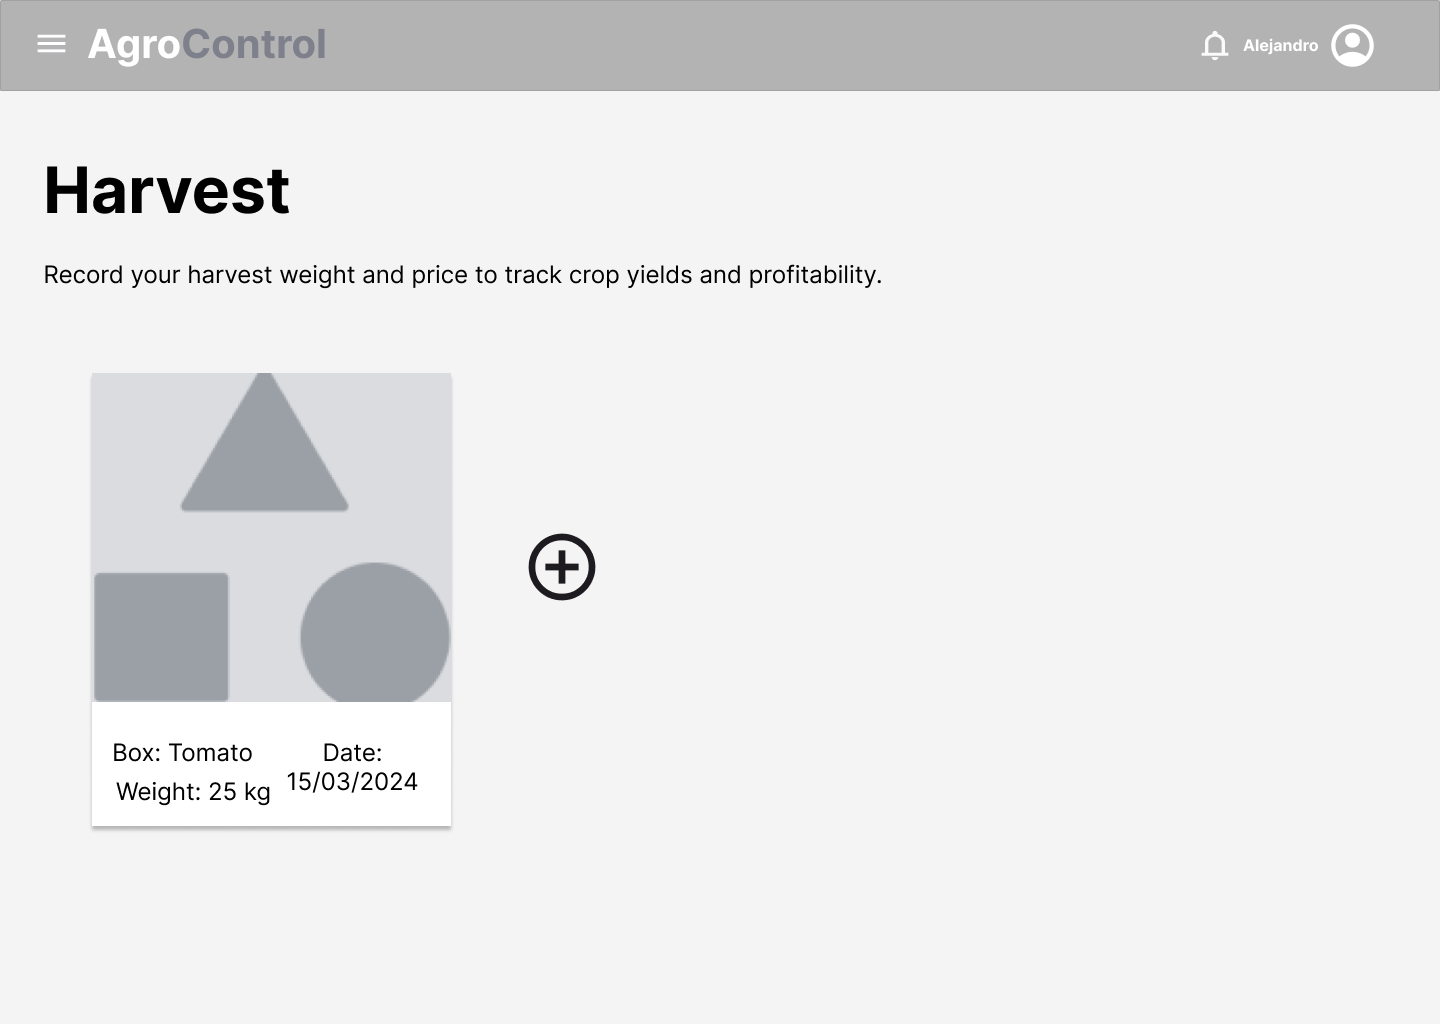 AgroControl
Alejandro
Harvest
Record your harvest weight and price to track crop yields and profitability.
Box: Tomato
Weight: 25 kg
Date:
15/03/2024